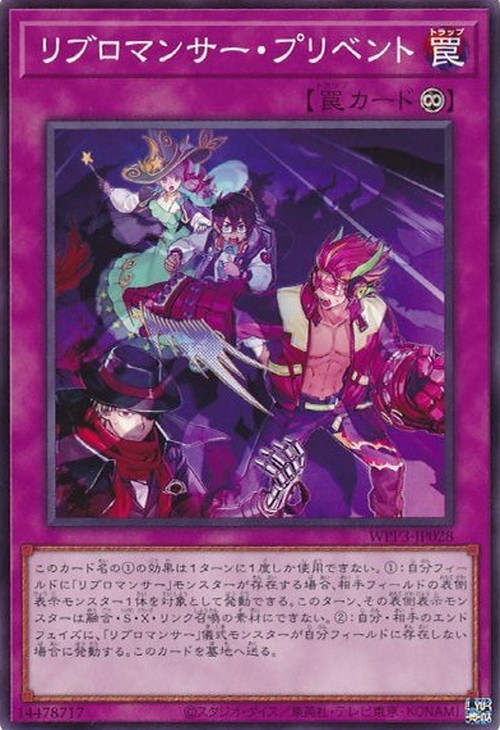 リブロマンサー・プリベント
トラップ
罠
トラップ
【罠カード】
WPP3-JP028
このカード名の①の効果は1ターンに1度しか使用できない。①:自分フィー
ルドに「リブロマンサー」モンスターが存在する場合、相手フィールドの表側
表示モンスター1体を対象として発動できる。このターン、その表側表示モン
スターは融合・S・X・リンク召喚の素材にできない。②:自分・相手のエンド
フェイズに、「リブロマンサー」儀式モンスターが自分フィールドに存在しない
場合に発動する。このカードを墓地へ送る。
14478717
©スタジオ・ダイス/集英社・テレビ東京・KONAMI